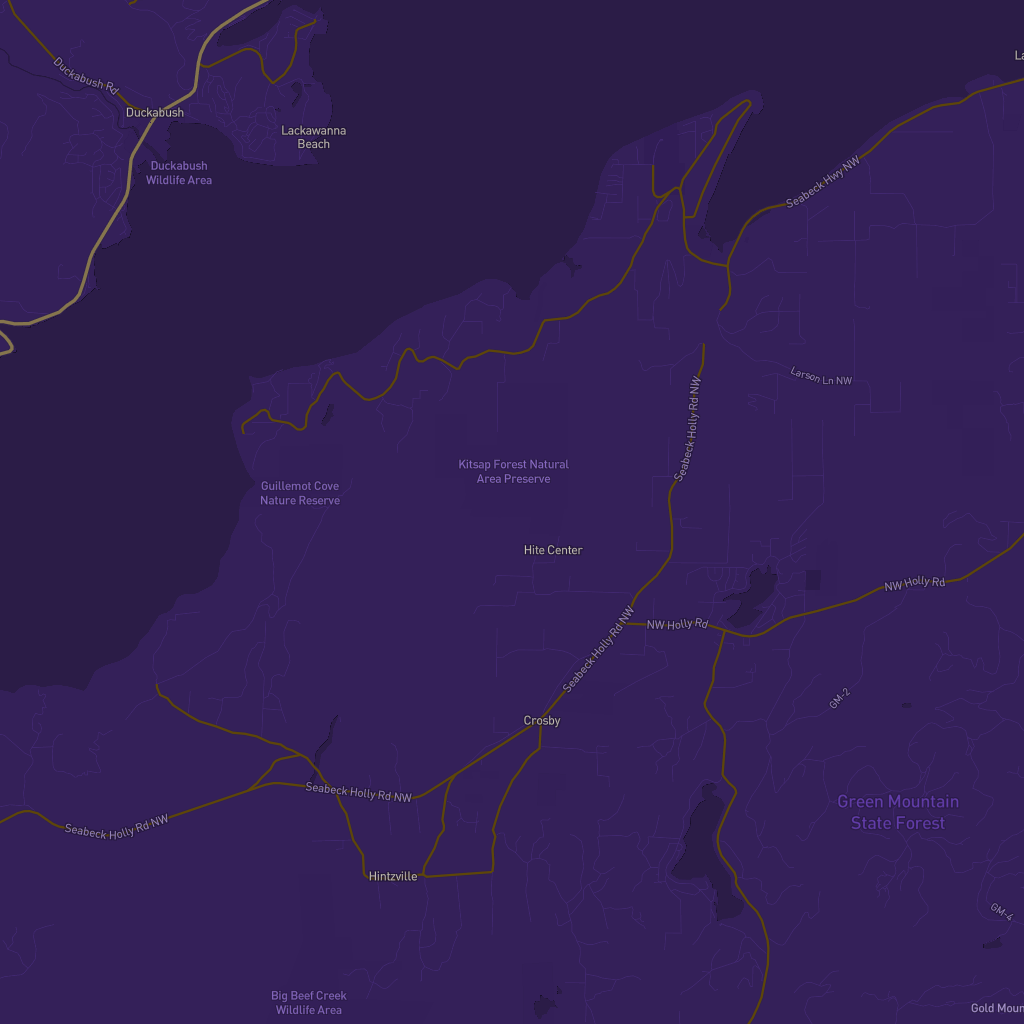 Duckabush Rd
Duckabush
Lackawanna
Beach
Duckabush
Wildlife Area
Seabeck Hwy NW
Larson Ln NW
Seabeck Holly Rd NW
Kitsap Forest Natural
Area Preserve
Guillemot Cove
Nature Reserve
Hite Center
NW Holly Rd
NW Holly Rd
Seabeck Holly Rd NW
GM-2
Crosby
Seabeck Holly Rd NW
Green Mountain
State Forest
Seabeck Holly Rd NW
Hintzville
GM-4
Big Beef Creek
Wildlife Area